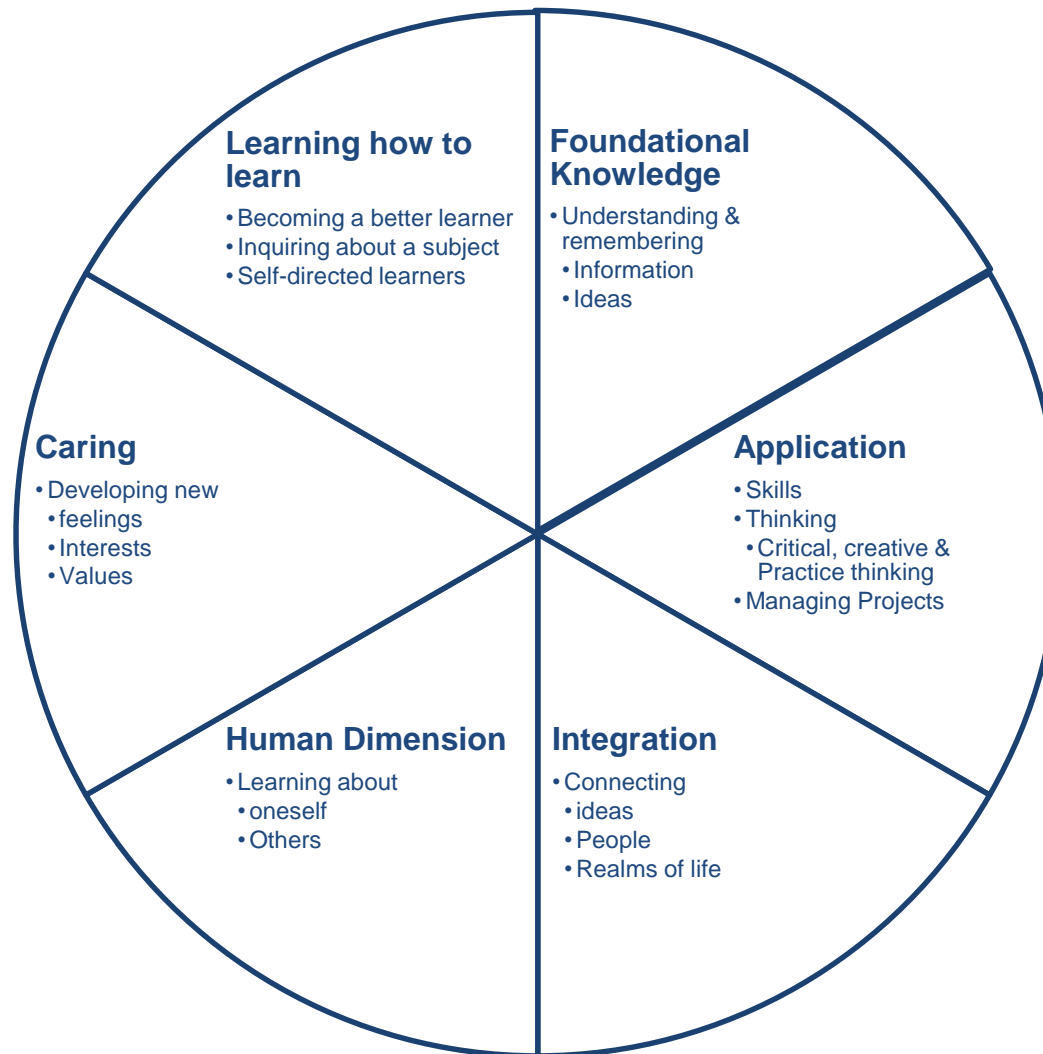 Learning how to
learn
• Becoming a better learner
• Inquiring about a subject
• Self-directed learners
Foundational
Knowledge
• Understanding &
remembering
• Information
• Ideas
Caring
• Developing new
• feelings
• Interests
• Values
Application
• Skills
• Thinking
• Critical, creative &
Practice thinking
• Managing Projects
Human Dimension
• Learning about
• oneself
• Others
Integration
• Connecting
• ideas
• People
• Realms of life